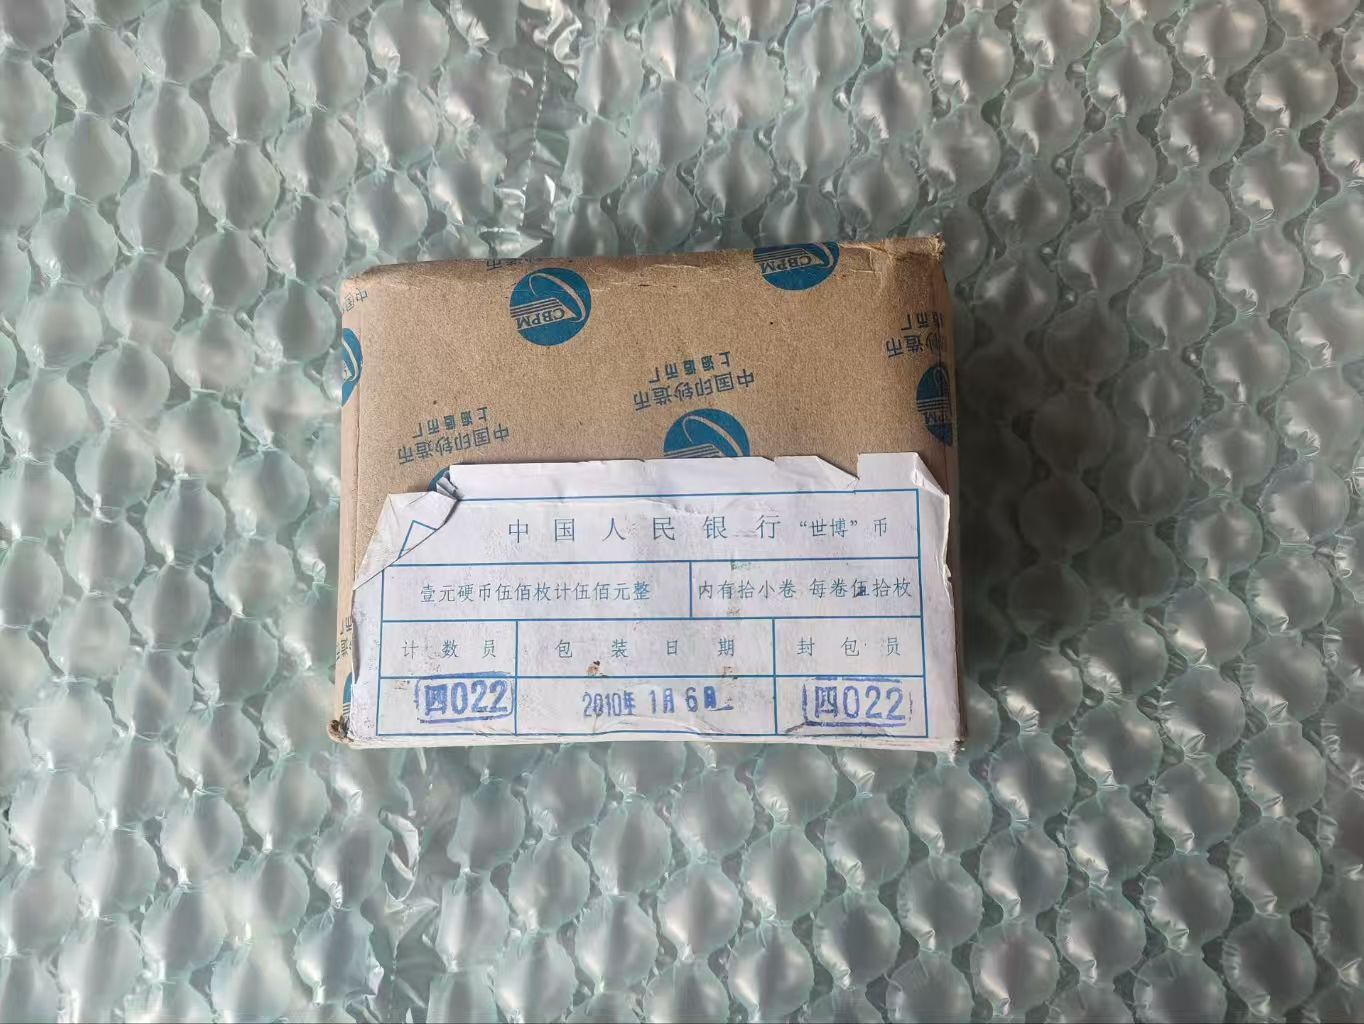 CBPM
CBPM
中国印钞造币
上海造币厂
中国印钞造币
上海造币厂
中国人民银行“世博”币
壹元硬币伍佰枚计伍佰元整
内有拾小卷 每卷伍拾枚
计数员
包装日期
封包员
四022
2010年1月6日
四022